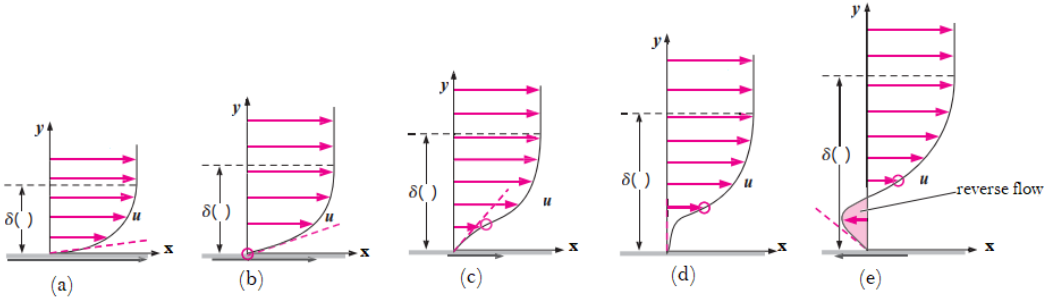 y
δ( )
u
x
(a)
y
δ( )
u
x
(b)
y
δ( )
u
x
(c)
y
δ( )
u
x
(d)
y
δ( )
u
reverse flow
x
(e)